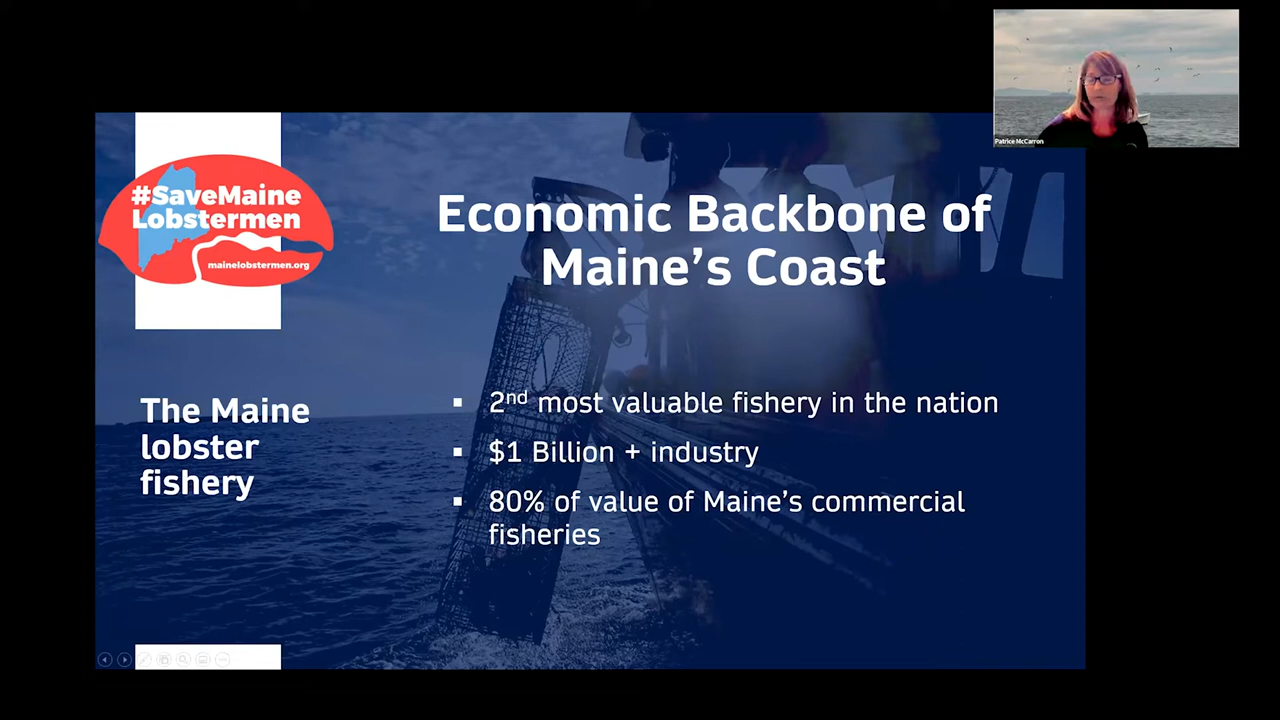 Patrice McCarron
#SaveMaine
Lobstermen
mainelobstermen.org
Economic Backbone of
Maine’s Coast
The Maine
lobster
fishery
▪ 2nd most valuable fishery in the nation
▪ $1 Billion + industry
▪ 80% of value of Maine’s commercial
fisheries